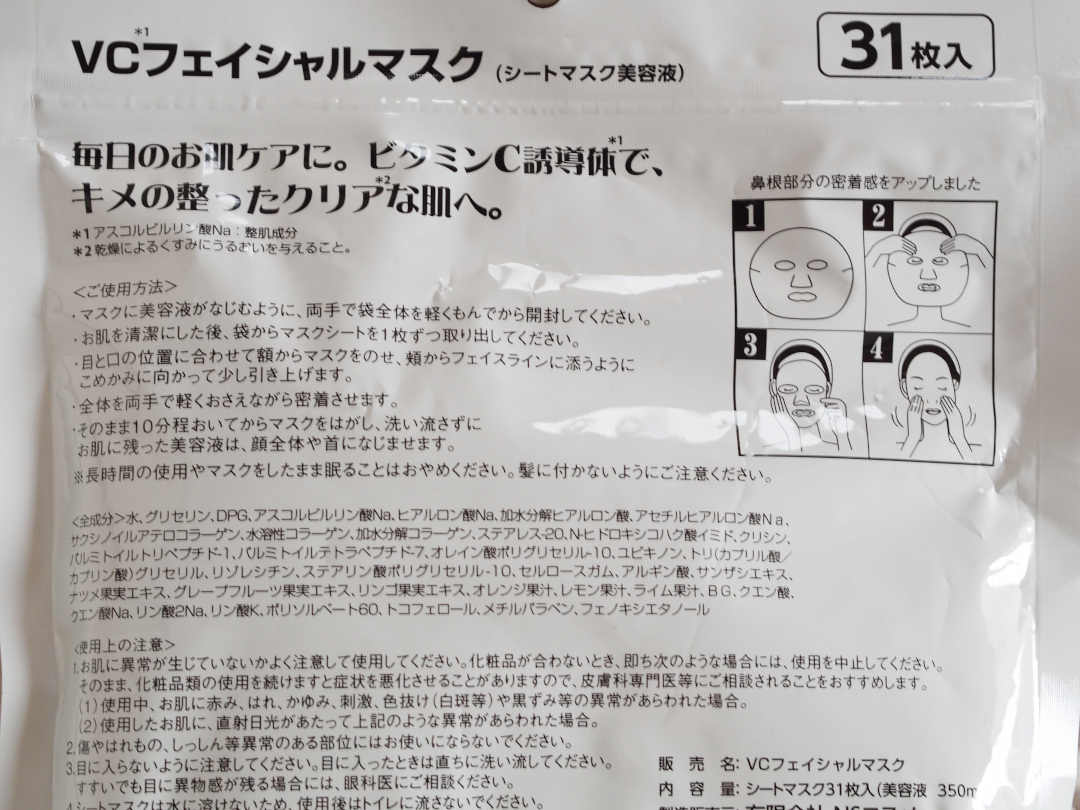 *1
VCフェイシャルマスク (シートマスク美容液)
31枚入
毎日のお肌ケアに。ビタミンC誘導体*1で、
キメの整ったクリア*2な肌へ。
*1 アスコルビルリン酸Na：整肌成分
*2 乾燥によるくすみにうるおいを与えること。
鼻根部分の密着感をアップしました
1
2
3
4
<ご使用方法>
・マスクに美容液がなじむように、両手で袋全体を軽くもんでから開封してください。
・お肌を清潔にした後、袋からマスクシートを1枚ずつ取り出してください。
・目と口の位置に合わせて額からマスクをのせ、頬からフェイスラインに添うように
こめかみに向かって少し引き上げます。
・全体を両手で軽くおさえながら密着させます。
・そのまま10分程おいてからマスクをはがし、洗い流さずに
お肌に残った美容液は、顔全体や首になじませます。
※長時間の使用やマスクをしたまま眠ることはおやめください。髪に付かないようにご注意ください。
<全成分>水、グリセリン、DPG、アスコルビルリン酸Na、ヒアルロン酸Na、加水分解ヒアルロン酸、アセチルヒアルロン酸Na、
サクシノイルアテロコラーゲン、水溶性コラーゲン、加水分解コラーゲン、ステアレス-20、N-ヒドロキシコハク酸イミド、クリシン、
パルミトイルトリペプチド-1、パルミトイルテトラペプチド-7、オレイン酸ポリグリセリル-10、ユビキノン、トリ(カプリル酸／
カプリン酸)グリセリル、リゾレシチン、ステアリン酸ポリグリセリル-10、セルロースガム、アルギン酸、サンザシエキス、
ナツメ果実エキス、グレープフルーツ果実エキス、リンゴ果実エキス、オレンジ果汁、レモン果汁、ライム果汁、BG、クエン酸、
クエン酸Na、リン酸2Na、リン酸K、ポリソルベート60、トコフェロール、メチルパラベン、フェノキシエタノール
<使用上の注意>
1.お肌に異常が生じていないかよく注意して使用してください。化粧品が合わないとき、即ち次のような場合には、使用を中止してください。
そのまま、化粧品類の使用を続けますと症状を悪化させることがありますので、皮膚科専門医等にご相談されることをおすすめします。
(1)使用中、お肌に赤み、はれ、かゆみ、刺激、色抜け(白斑等)や黒ずみ等の異常があらわれた場合。
(2)使用したお肌に、直射日光があたって上記のような異常があらわれた場合。
2.傷やはれもの、しっしん等異常のある部位にはお使いにならないでください。
3.目に入らないように注意してください。目に入ったときは直ちに洗い流してください。
すすいでも目に異物感が残る場合には、眼科医にご相談ください。
4.シートマスクは水に溶けないため、使用後はトイレに流さないでください。
販 売 名：VCフェイシャルマスク
内 容 量：シートマスク31枚入(美容液 350m